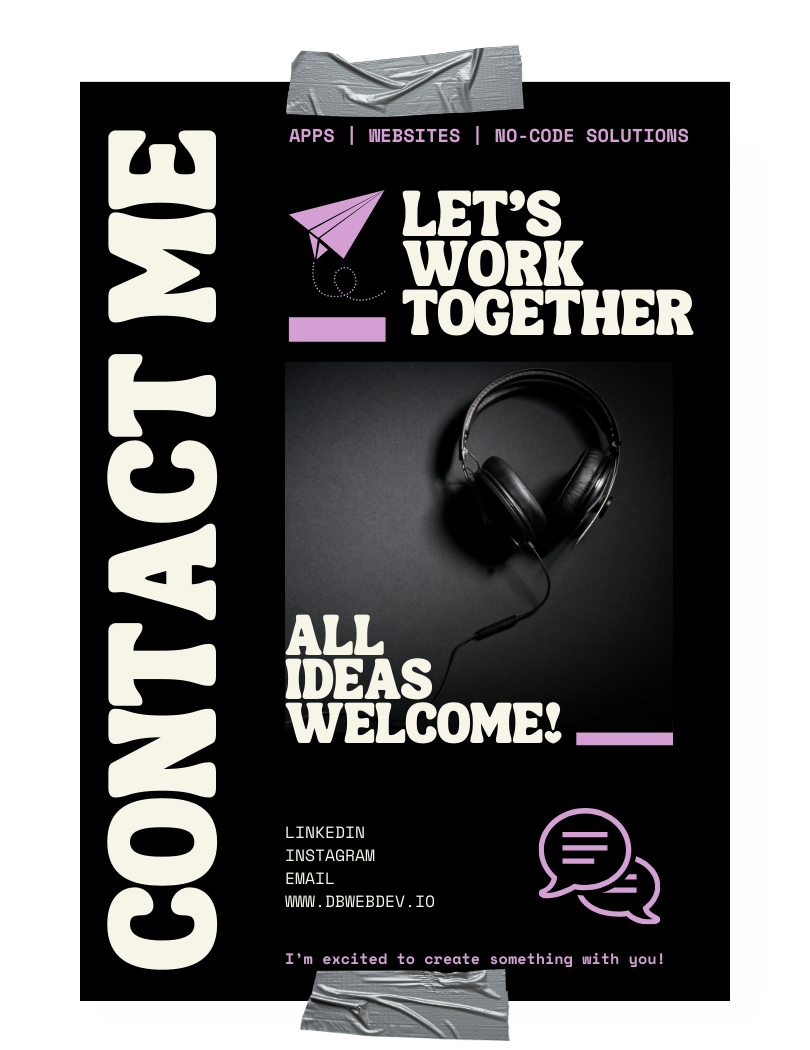 CONTACT ME
APPS | WEBSITES | NO-CODE SOLUTIONS
LET’S
WORK
TOGETHER
ALL
IDEAS
WELCOME!
LINKEDIN
INSTAGRAM
EMAIL
WWW.DBWEBDEV.IO
I’m excited to create something with you!